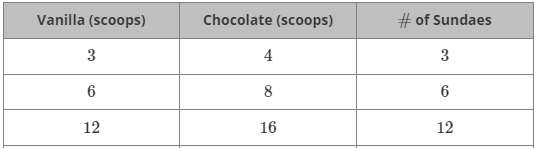 Vanilla (scoops) Chocolate (scoops) # of Sundaes
3 4 3
6 8 6
12 16 12